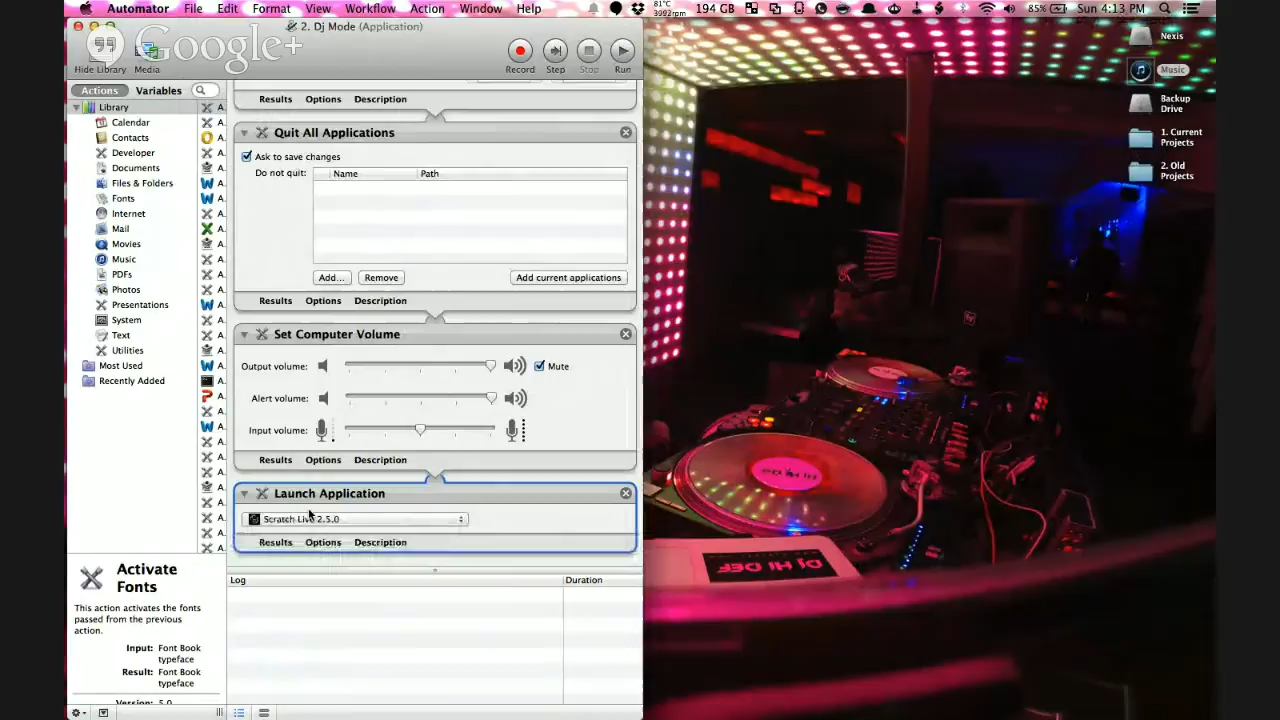 Automator File Edit Format View Workflow Action Window Help
81°C
3992rpm
194 GB
85%
Sun 4:13 PM
2. Dj Mode (Application)
Google+
Hide Library
Media
Record
Step
Stop
Run
Actions
Variables
Library
Calendar
Contacts
Developer
Documents
Files & Folders
Fonts
Internet
Mail
Movies
Music
PDFs
Photos
Presentations
System
Text
Utilities
Most Used
Recently Added
Results Options Description
Quit All Applications
Ask to save changes
Do not quit:
Name
Path
Add...
Remove
Add current applications
Results Options Description
Set Computer Volume
Output volume:
Mute
Alert volume:
Input volume:
Results Options Description
Launch Application
Scratch Live 2.5.0
Results Options Description
Log
Duration
Activate
Fonts
This action activates the fonts
passed from the previous
action.
Input: Font Book
typeface
Result: Font Book
typeface
Version: 5.0
Nexis
Music
Backup
Drive
1. Current
Projects
2. Old
Projects
DJ HI DEF